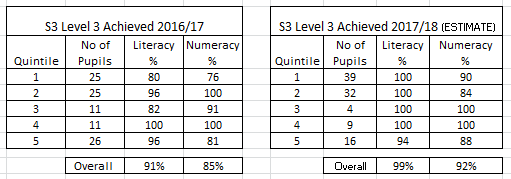 S3 Level 3 Achieved 2016/17
No of Literacy Numeracy
Quintile Pupils % %
1 25 80 76
2 25 96 100
3 11 82 91
4 11 100 100
5 26 96 81
Overall 91% 85%
S3 Level 3 Achieved 2017/18 (ESTIMATE)
No of Literacy Numeracy
Quintile Pupils % %
1 39 100 90
2 32 100 84
3 4 100 100
4 9 100 100
5 16 94 88
Overall 99% 92%